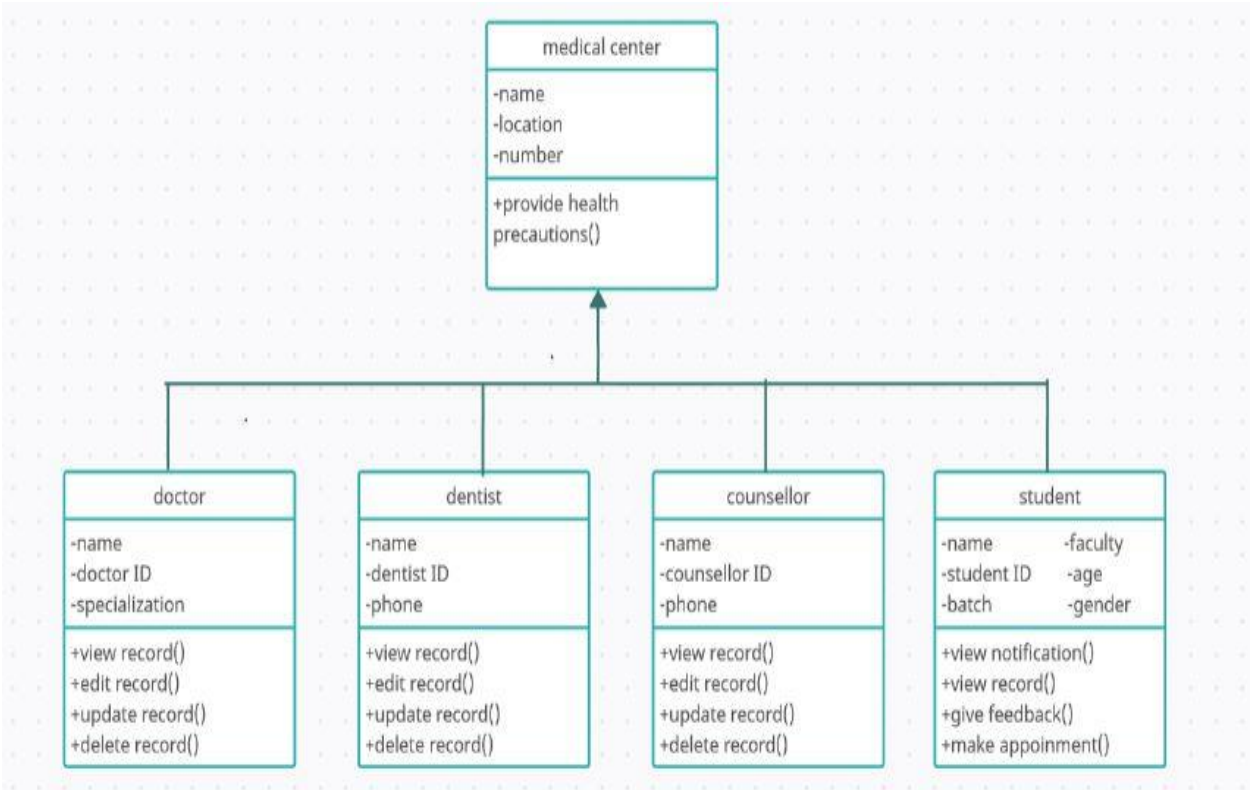 medical center
-name
-location
-number
+provide health
precautions()
doctor
-name
-doctor ID
-specialization
+view record()
+edit record()
+update record()
+delete record()
dentist
-name
-dentist ID
-phone
+view record()
+edit record()
+update record()
+delete record()
counsellor
-name
-counsellor ID
-phone
+view record()
+edit record()
+update record()
+delete record()
student
-name -faculty
-student ID -age
-batch -gender
+view notification()
+view record()
+give feedback()
+make appoinment()